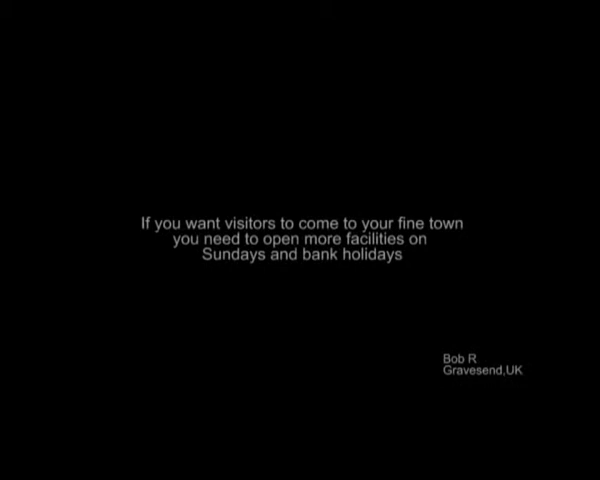 If you want visitors to come to your fine town
you need to open more facilities on
Sundays and bank holidays
Bob R
Gravesend,UK